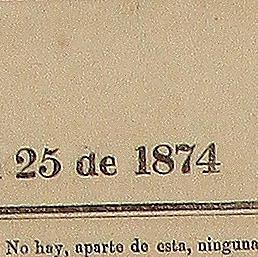 25 de 1874
No hay, aparte de esta, ninguna